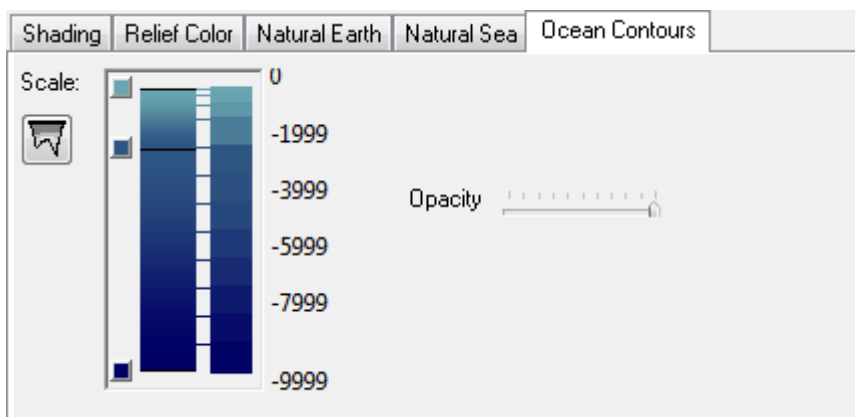 Shading Relief Color Natural Earth Natural Sea Ocean Contours
Scale:
0
-1999
-3999
Opacity
-5999
-7999
-9999